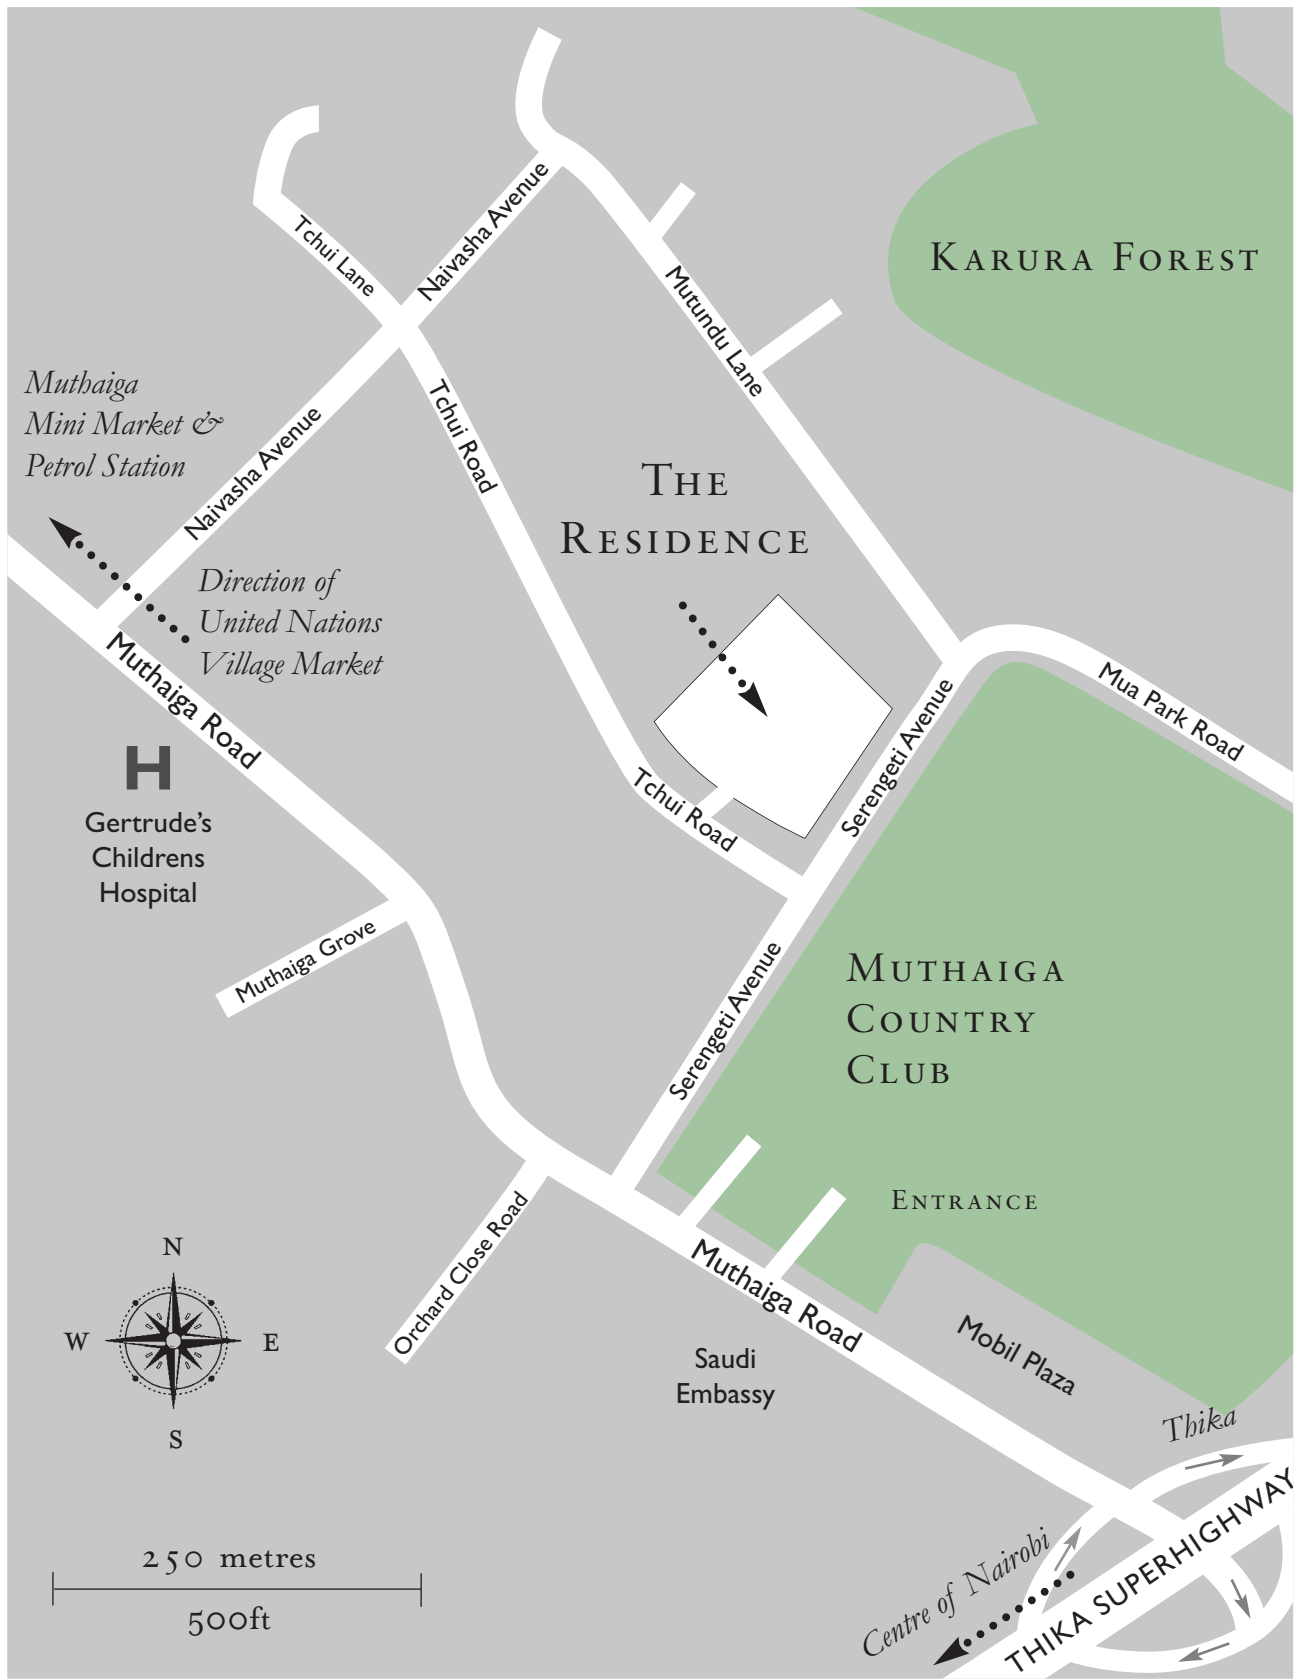 KARURA FOREST
Tchui Lane
Naivasha Avenue
Mutundu Lane
Muthaiga
Mini Market &
Petrol Station
Naivasha Avenue
Tchui Road
THE
RESIDENCE
Direction of
United Nations
Village Market
Muthaiga Road
Mua Park Road
Serengeti Avenue
Tchui Road
H
Gertrude's
Childrens
Hospital
Muthaiga Grove
Serengeti Avenue
MUTHAIGA
COUNTRY
CLUB
ENTRANCE
Orchard Close Road
Muthaiga Road
Mobil Plaza
Saudi
Embassy
N
W
E
S
Thika
THIKA SUPERHIGHWAY
Centre of Nairobi
250 metres
500ft